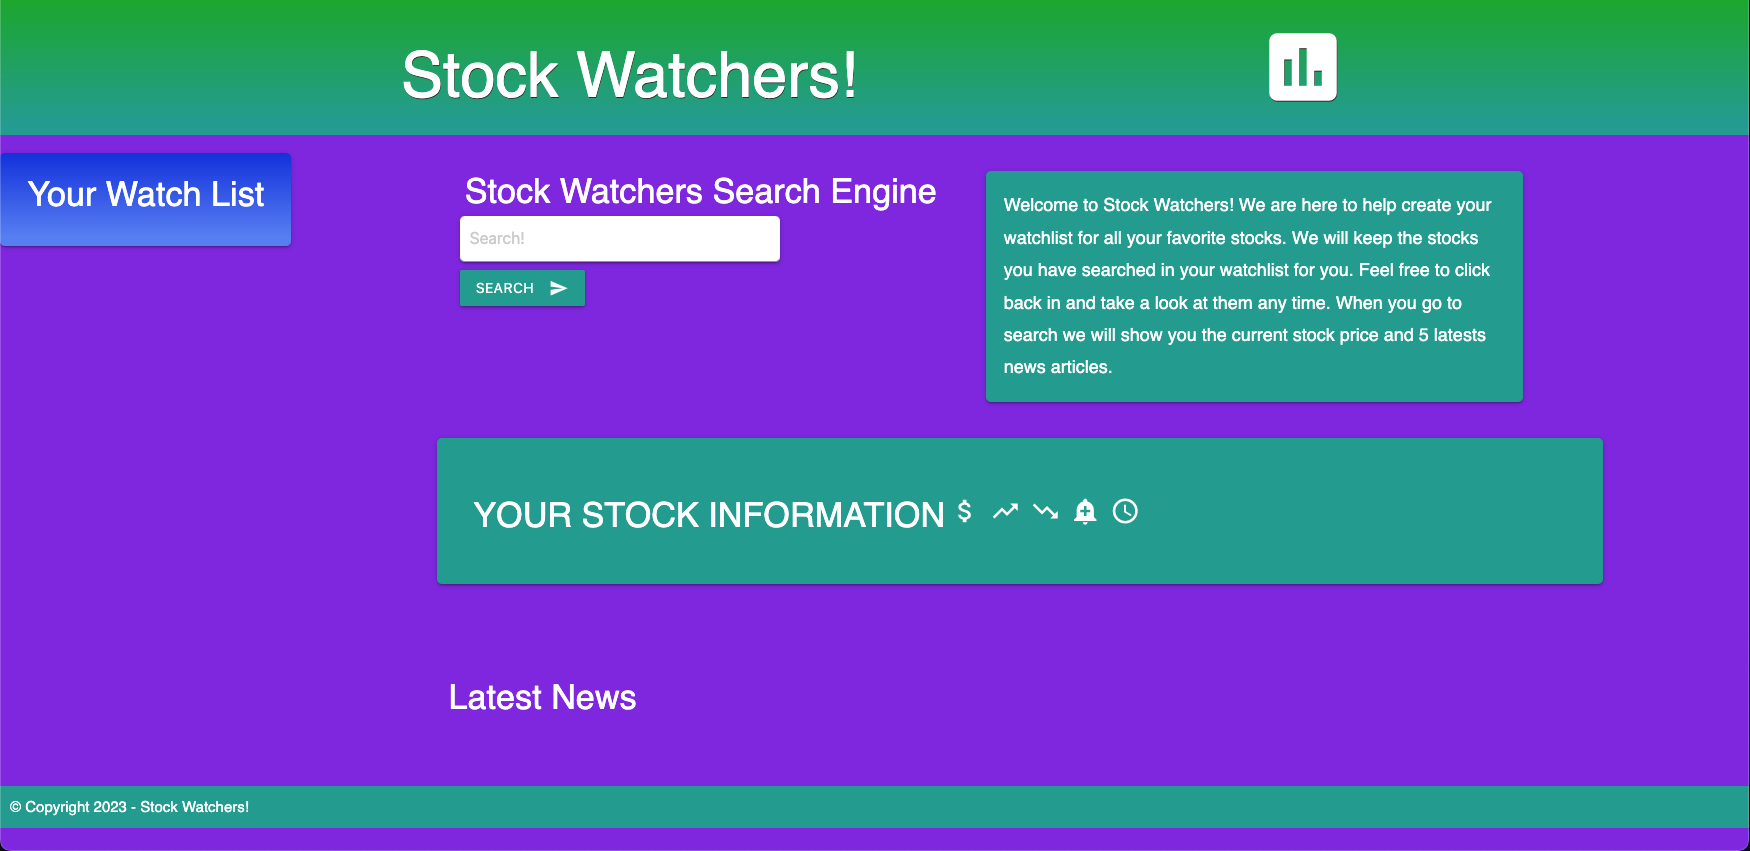 Stock Watchers!
Your Watch List
Stock Watchers Search Engine
Search!
SEARCH
Welcome to Stock Watchers! We are here to help create your
watchlist for all your favorite stocks. We will keep the stocks
you have searched in your watchlist for you. Feel free to click
back in and take a look at them any time. When you go to
search we will show you the current stock price and 5 latests
news articles.
YOUR STOCK INFORMATION
Latest News
© Copyright 2023 - Stock Watchers!